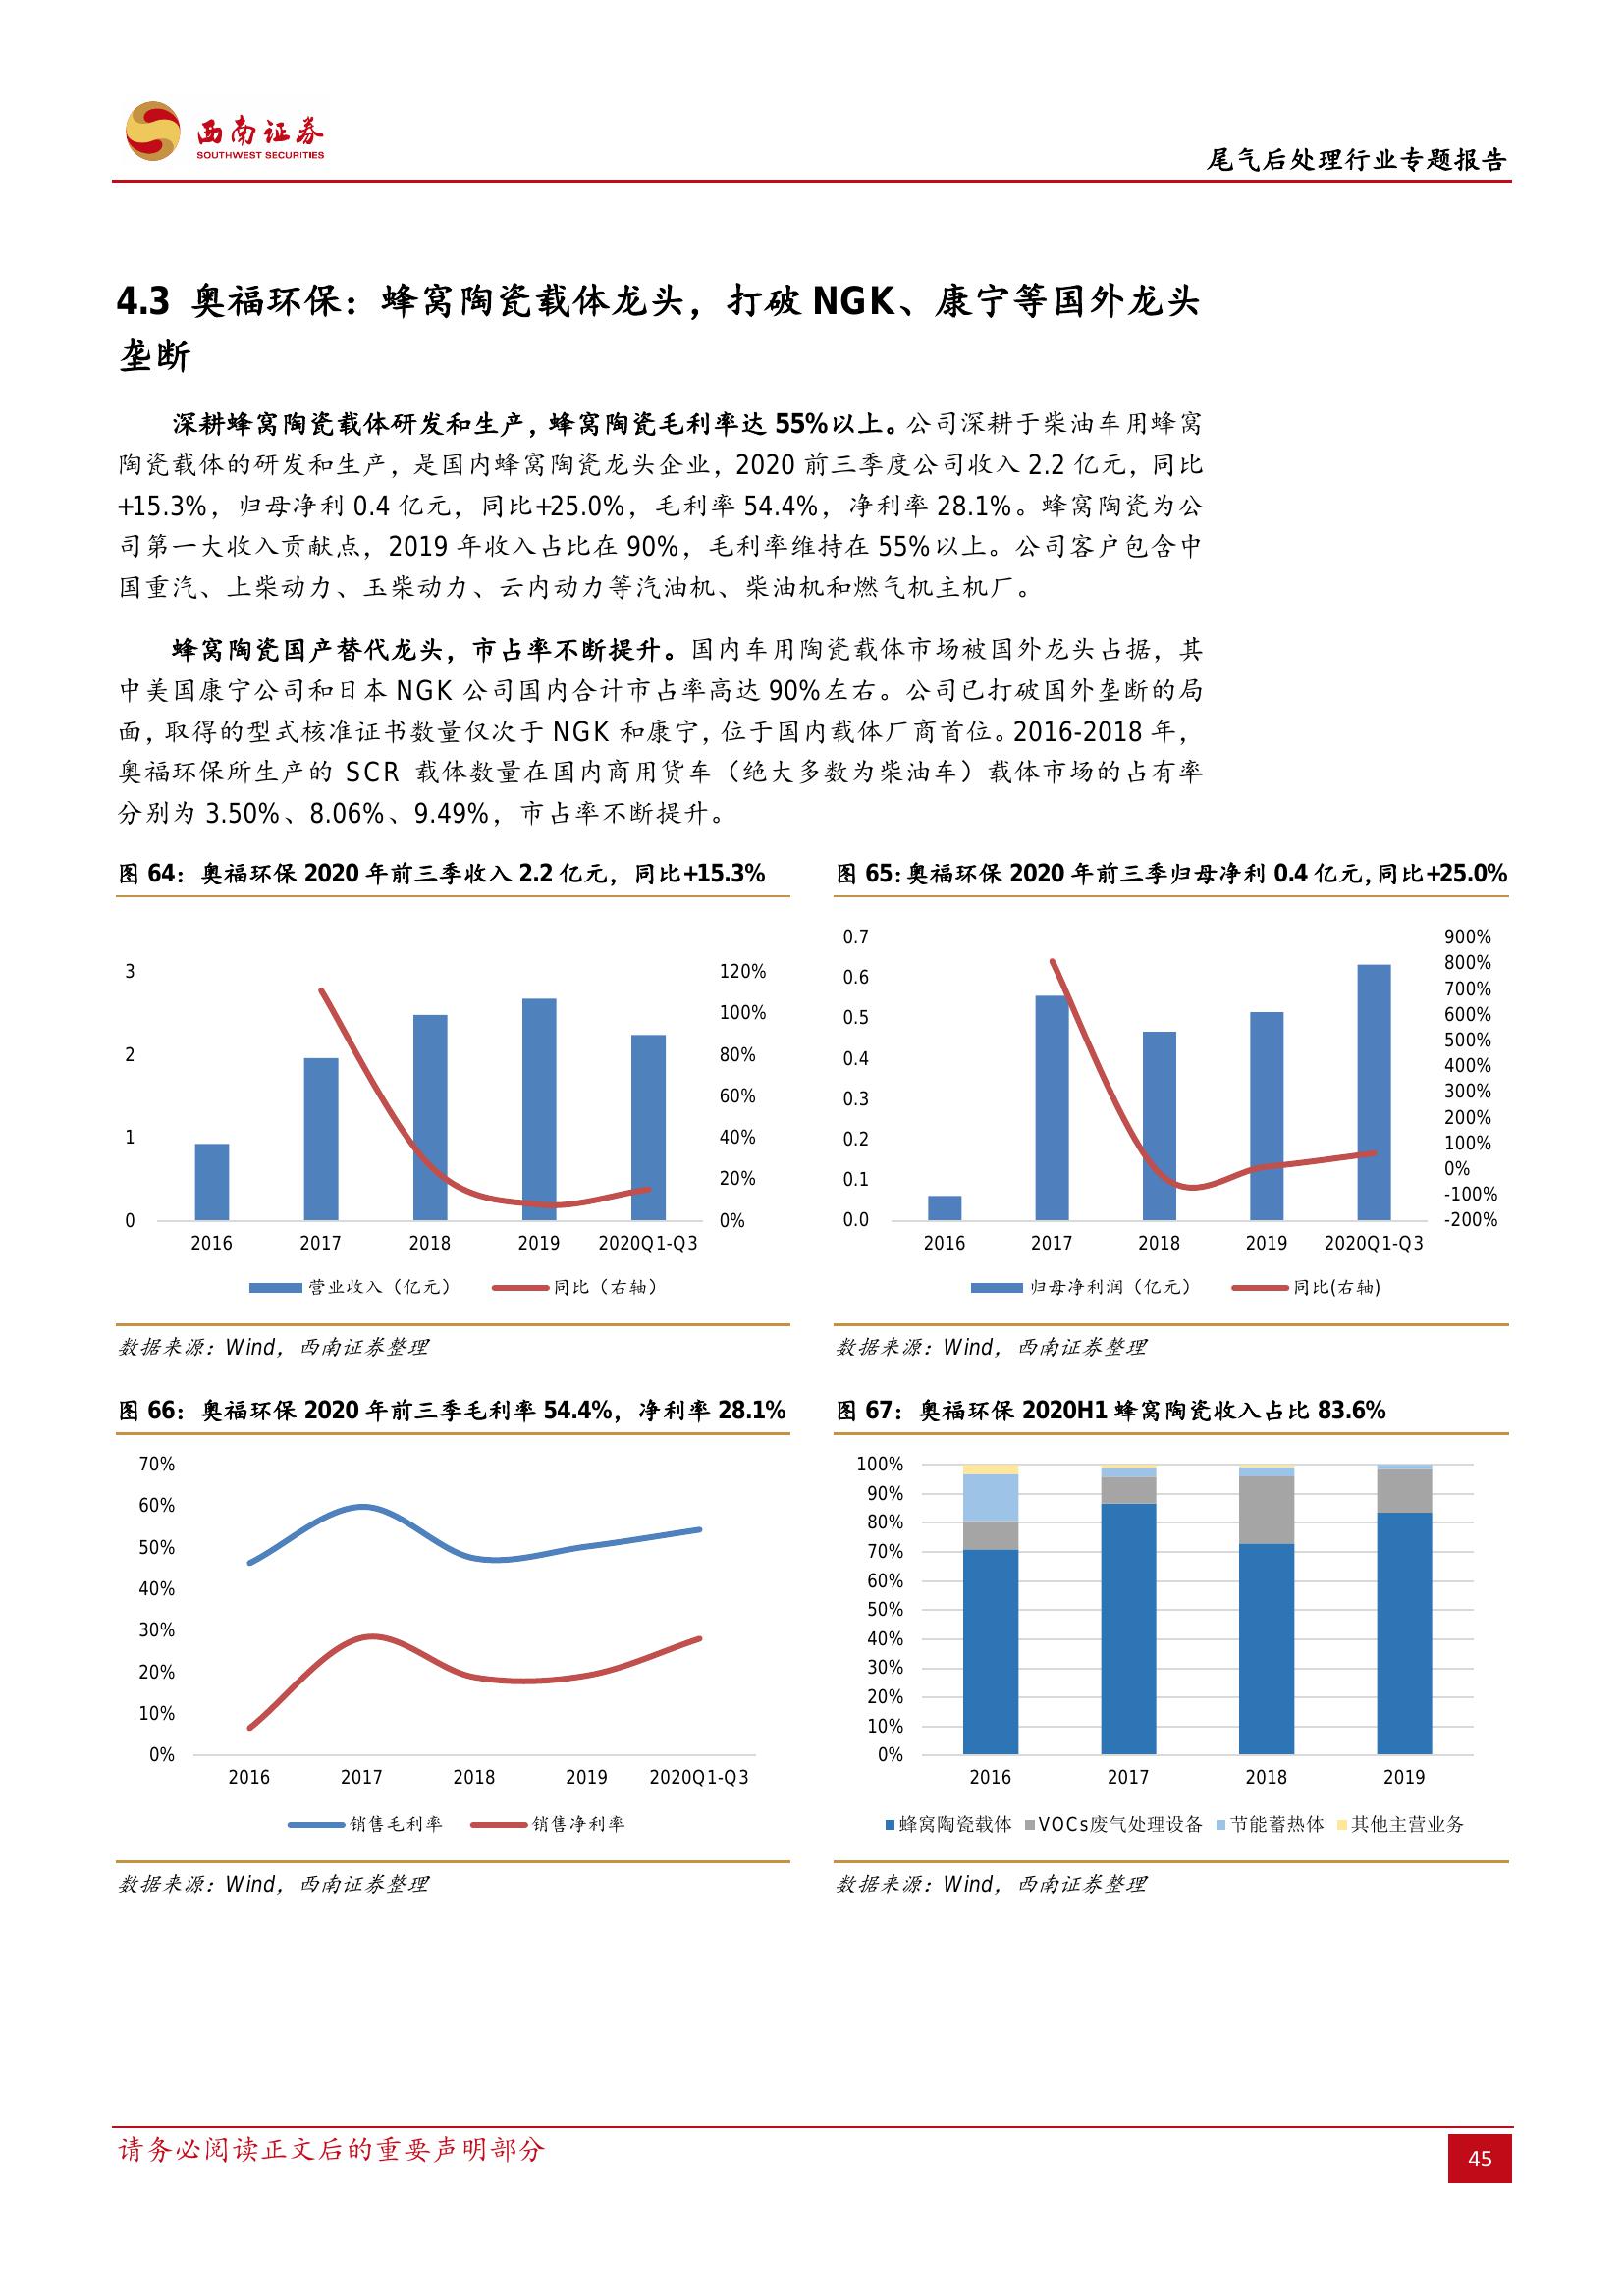 西南证券
SOUTHWEST SECURITIES
尾气后处理行业专题报告
4.3 奥福环保：蜂窝陶瓷载体龙头，打破 NGK、康宁等国外龙头
垄断
深耕蜂窝陶瓷载体研发和生产，蜂窝陶瓷毛利率达 55%以上。公司深耕于柴油车用蜂窝
陶瓷载体的研发和生产，是国内蜂窝陶瓷龙头企业，2020 前三季度公司收入 2.2 亿元，同比
+15.3%，归母净利 0.4 亿元，同比+25.0%，毛利率 54.4%，净利率 28.1%。蜂窝陶瓷为公
司第一大收入贡献点，2019 年收入占比在 90%，毛利率维持在 55%以上。公司客户包含中
国重汽、上柴动力、玉柴动力、云内动力等汽油机、柴油机和燃气机主机厂。
蜂窝陶瓷国产替代龙头，市占率不断提升。国内车用陶瓷载体市场被国外龙头占据，其
中美国康宁公司和日本 NGK 公司国内合计市占率高达 90%左右。公司已打破国外垄断的局
面，取得的型式核准证书数量仅次于 NGK 和康宁，位于国内载体厂商首位。2016-2018 年，
奥福环保所生产的 SCR 载体数量在国内商用货车（绝大多数为柴油车）载体市场的占有率
分别为 3.50%、8.06%、9.49%，市占率不断提升。
图 64：奥福环保 2020 年前三季收入 2.2 亿元，同比+15.3%
3
2
1
0
120%
100%
80%
60%
40%
20%
0%
2016 2017 2018 2019 2020Q1-Q3
营业收入（亿元） 同比（右轴）
数据来源：Wind，西南证券整理
图 65：奥福环保 2020 年前三季归母净利 0.4 亿元，同比+25.0%
0.7
0.6
0.5
0.4
0.3
0.2
0.1
0.0
900%
800%
700%
600%
500%
400%
300%
200%
100%
0%
-100%
-200%
2016 2017 2018 2019 2020Q1-Q3
归母净利润（亿元） 同比(右轴)
数据来源：Wind，西南证券整理
图 66：奥福环保 2020 年前三季毛利率 54.4%，净利率 28.1%
70%
60%
50%
40%
30%
20%
10%
0%
2016 2017 2018 2019 2020Q1-Q3
销售毛利率 销售净利率
数据来源：Wind，西南证券整理
图 67：奥福环保 2020H1 蜂窝陶瓷收入占比 83.6%
100%
90%
80%
70%
60%
50%
40%
30%
20%
10%
0%
2016 2017 2018 2019
蜂窝陶瓷载体 VOCs废气处理设备 节能蓄热体 其他主营业务
数据来源：Wind，西南证券整理
请务必阅读正文后的重要声明部分
45